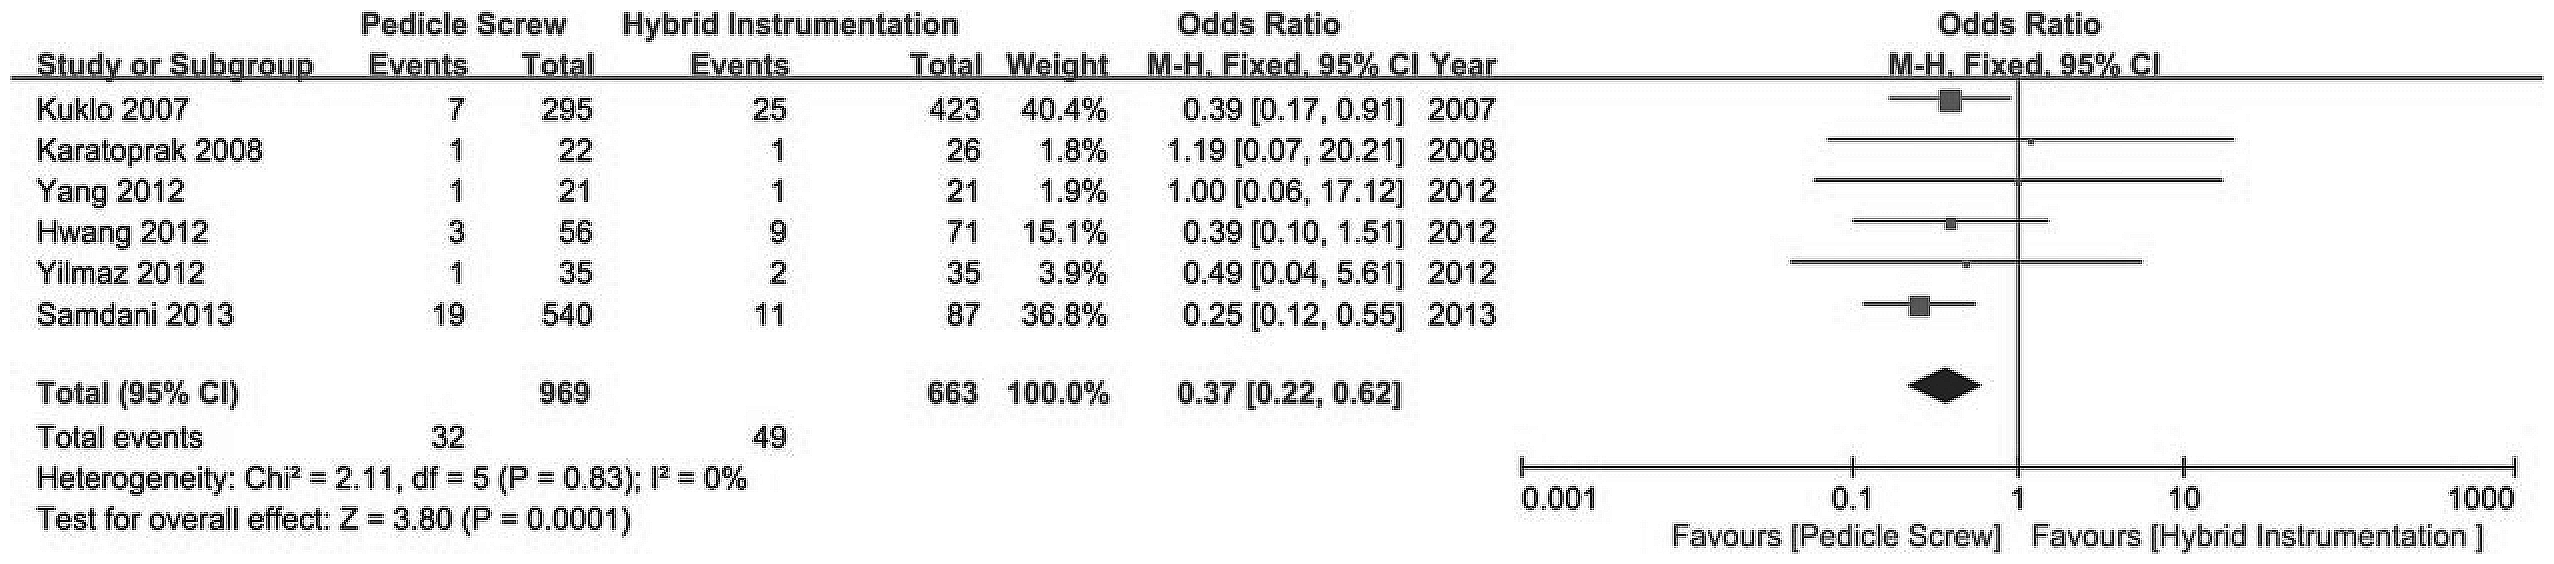 Pedicle Screw Hybrid Instrumentation Odds Ratio Odds Ratio
Study or Subgroup Events Total Events Total Weight M-H, Fixed, 95% CI Year M-H, Fixed, 95% CI
Kuklo 2007 7 295 25 423 40.4% 0.39 [0.17, 0.91] 2007
Karatoprak 2008 1 22 1 26 1.8% 1.19 [0.07, 20.21] 2008
Yang 2012 1 21 1 21 1.9% 1.00 [0.06, 17.12] 2012
Hwang 2012 3 56 9 71 15.1% 0.39 [0.10, 1.51] 2012
Yilmaz 2012 1 35 2 35 3.9% 0.49 [0.04, 5.61] 2012
Samdani 2013 19 540 11 87 36.8% 0.25 [0.12, 0.55] 2013
Total (95% CI) 969 663 100.0% 0.37 [0.22, 0.62]
Total events 32 49
Heterogeneity: Chi² = 2.11, df = 5 (P = 0.83); I² = 0%
Test for overall effect: Z = 3.80 (P = 0.0001)
0.001 0.1 1 10 1000
Favours [Pedicle Screw] Favours [Hybrid Instrumentation ]